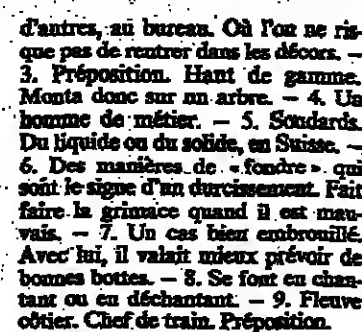 d'antres, au bureau. Où l'on ne ris-
que pas de rentrer dans les décors. –
3. Préposition. Haut de gamme.
Monta donc sur un arbre. – 4. Un
homme de métier. – 5. Soudards.
Du liquide ou du solide, en Suisse. –
6. Des manières de « fondre » qui
sont le signe d'un durcissement. Fait
faire la grimace quand il est mau-
vais. – 7. Un cas bien embrouillé.
Avec lui, il valait mieux prévoir de
bonnes bottes. – 8. Se font en chan-
tant ou en déchantant. – 9. Fleuve
côtier. Chef de train. Préposition.